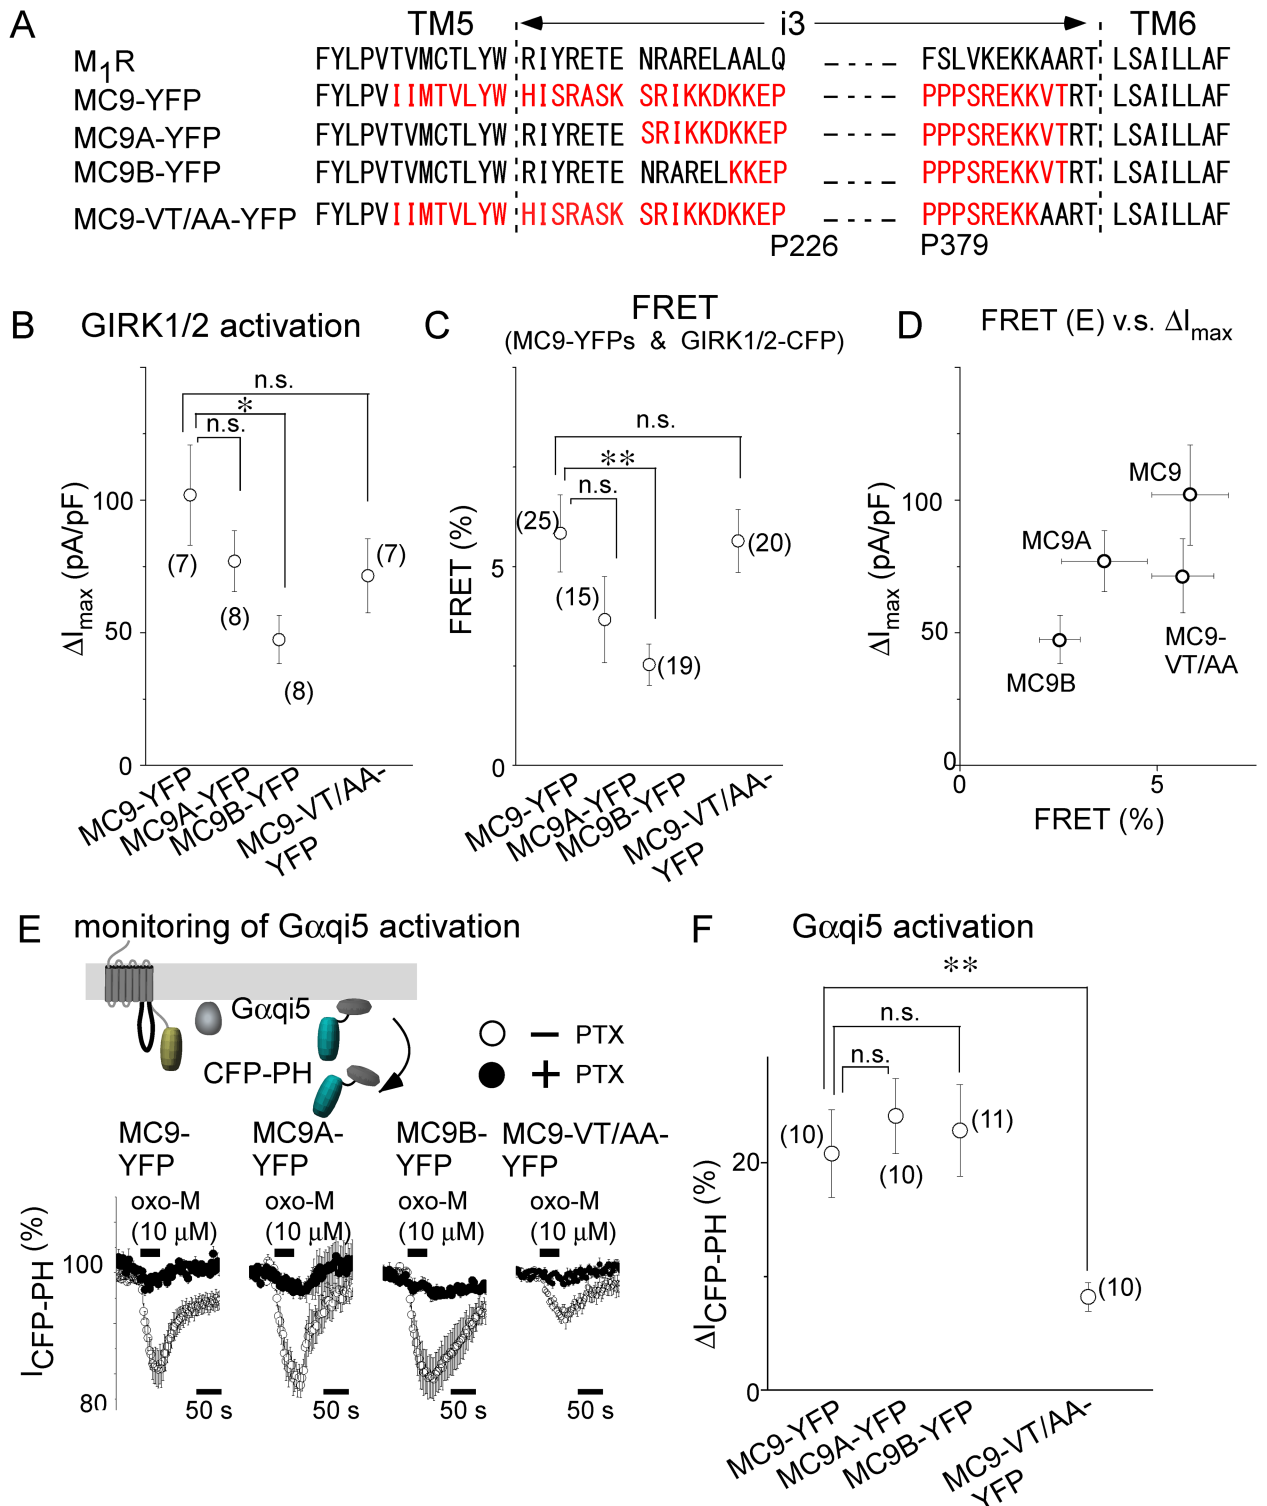 A
TM5 i3 TM6
M1R FYLPVTVMCTLYW RIYRETE NRARELAALQ - - - - FSLVKEKKAART LSAILLAF
MC9-YFP FYLPVIIMTVLYW HISRASK SRIKKDKKEP - - - - PPPSREKKVTRT LSAILLAF
MC9A-YFP FYLPVTVMCTLYW RIYRETE SRIKKDKKEP - - - - PPPSREKKVTRT LSAILLAF
MC9B-YFP FYLPVTVMCTLYW RIYRETE NRARELKKEP - - - - PPPSREKKVTRT LSAILLAF
MC9-VT/AA-YFP FYLPVIIMTVLYW HISRASK SRIKKDKKEP - - - - PPPSREKKAART LSAILLAF
P226 P379
B GIRK1/2 activation
n.s.
*
n.s.
100
50
0
ΔImax (pA/pF)
(7)
(8)
(8)
(7)
MC9-YFP
MC9A-YFP
MC9B-YFP
MC9-VT/AA-
YFP
C FRET
(MC9-YFPs & GIRK1/2-CFP)
n.s.
**
n.s.
5
0
FRET (%)
(25)
(15)
(19)
(20)
MC9-YFP
MC9A-YFP
MC9B-YFP
MC9-VT/AA-
YFP
D FRET (E) v.s. ΔImax
100
50
0
ΔImax (pA/pF)
MC9
MC9A
MC9B
MC9-
VT/AA
0 5
FRET (%)
E monitoring of Gαqi5 activation
Gαqi5
CFP-PH
− PTX
+ PTX
MC9-
YFP
MC9A-
YFP
MC9B-
YFP
MC9-VT/AA-
YFP
oxo-M
(10 μM)
oxo-M
(10 μM)
oxo-M
(10 μM)
oxo-M
(10 μM)
100
80
ICFP-PH (%)
50 s 50 s 50 s 50 s
F Gαqi5 activation
**
n.s.
n.s.
20
0
ΔICFP-PH (%)
(10)
(10)
(11)
(10)
MC9-YFP
MC9A-YFP
MC9B-YFP
MC9-VT/AA-
YFP